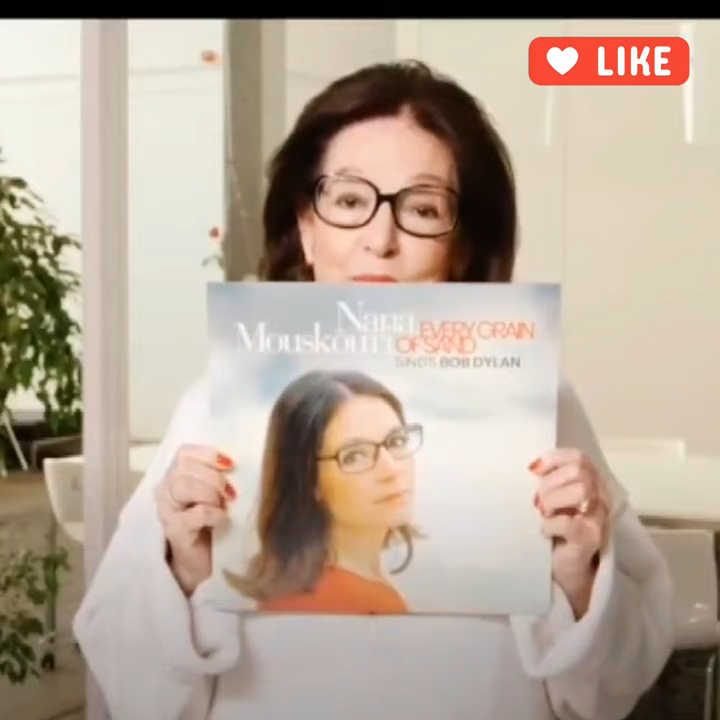 LIKE
Nana
Mouskouri
EVERY GRAIN
OF SAND
SINGS BOB DYLAN